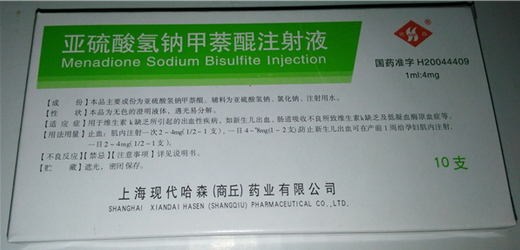 亚硫酸氢钠甲萘醌注射液
Menadione Sodium Bisulfite Injection
国药准字 H20044409
1ml:4mg
【成 份】本品主要成份为亚硫酸氢钠甲萘醌。辅料为亚硫酸氢钠、氯化钠、注射用水。
【性 状】本品为无色的澄明液体，遇光易分解。
【适 应 症】用于维生素k缺乏所引起的出血性疾病，如新生儿出血、肠道吸收不良所致维生素k缺乏及低凝血酶原血症等。
【用法用量】止血：肌内注射一次2~4mg(1/2~1支)，一日4~8mg(1~2支);防止新生儿出血可在产前1周给孕妇肌内注射，
一日2~4mg(1/2~1支)。
【不良反应】【禁忌】【注意事项】详见说明书。
【贮 藏】遮光，密闭保存。
10支
上海现代哈森(商丘)药业有限公司
SHANGHAI XIANDAI HASEN (SHANGQIU) PHARMACEUTICAL CO.,LTD.